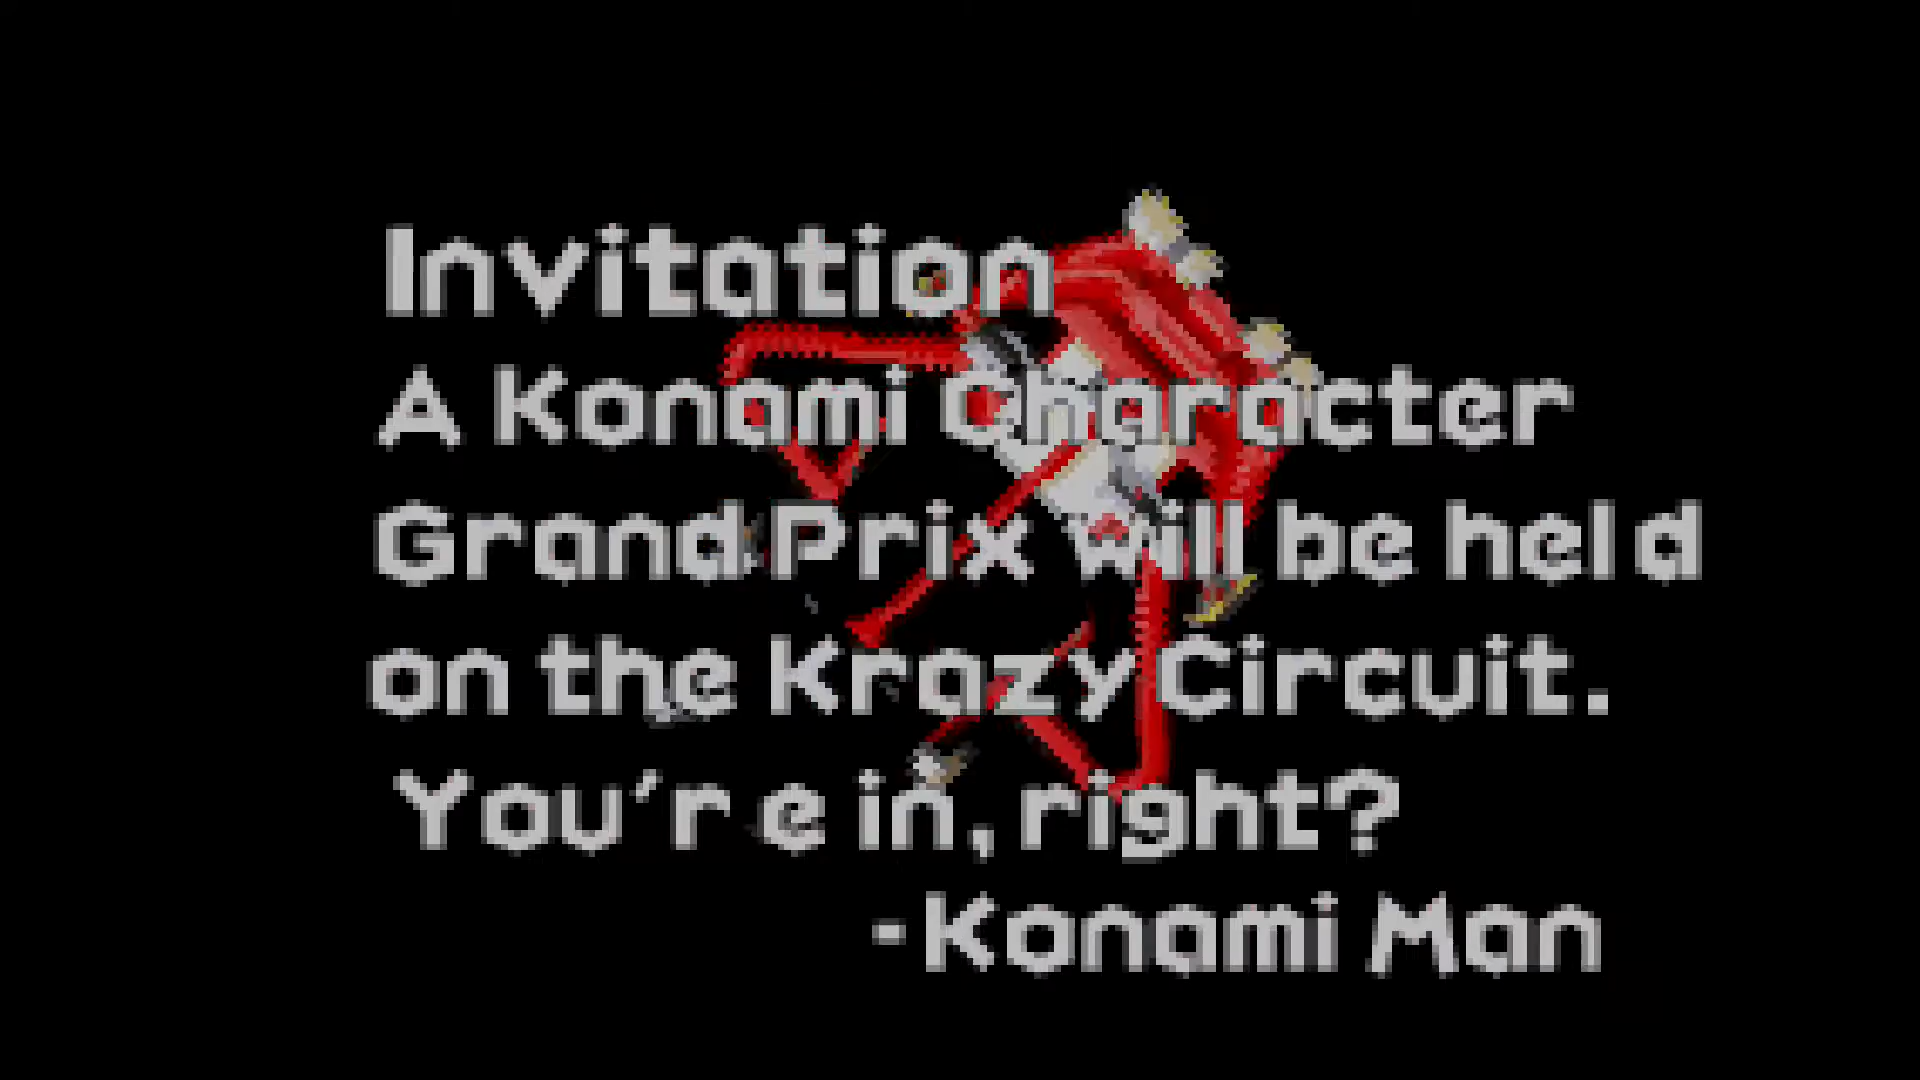 Invitation
A Konami Character
Grand Prix will be held
on the Krazy Circuit.
You're in, right?
-Konami Man